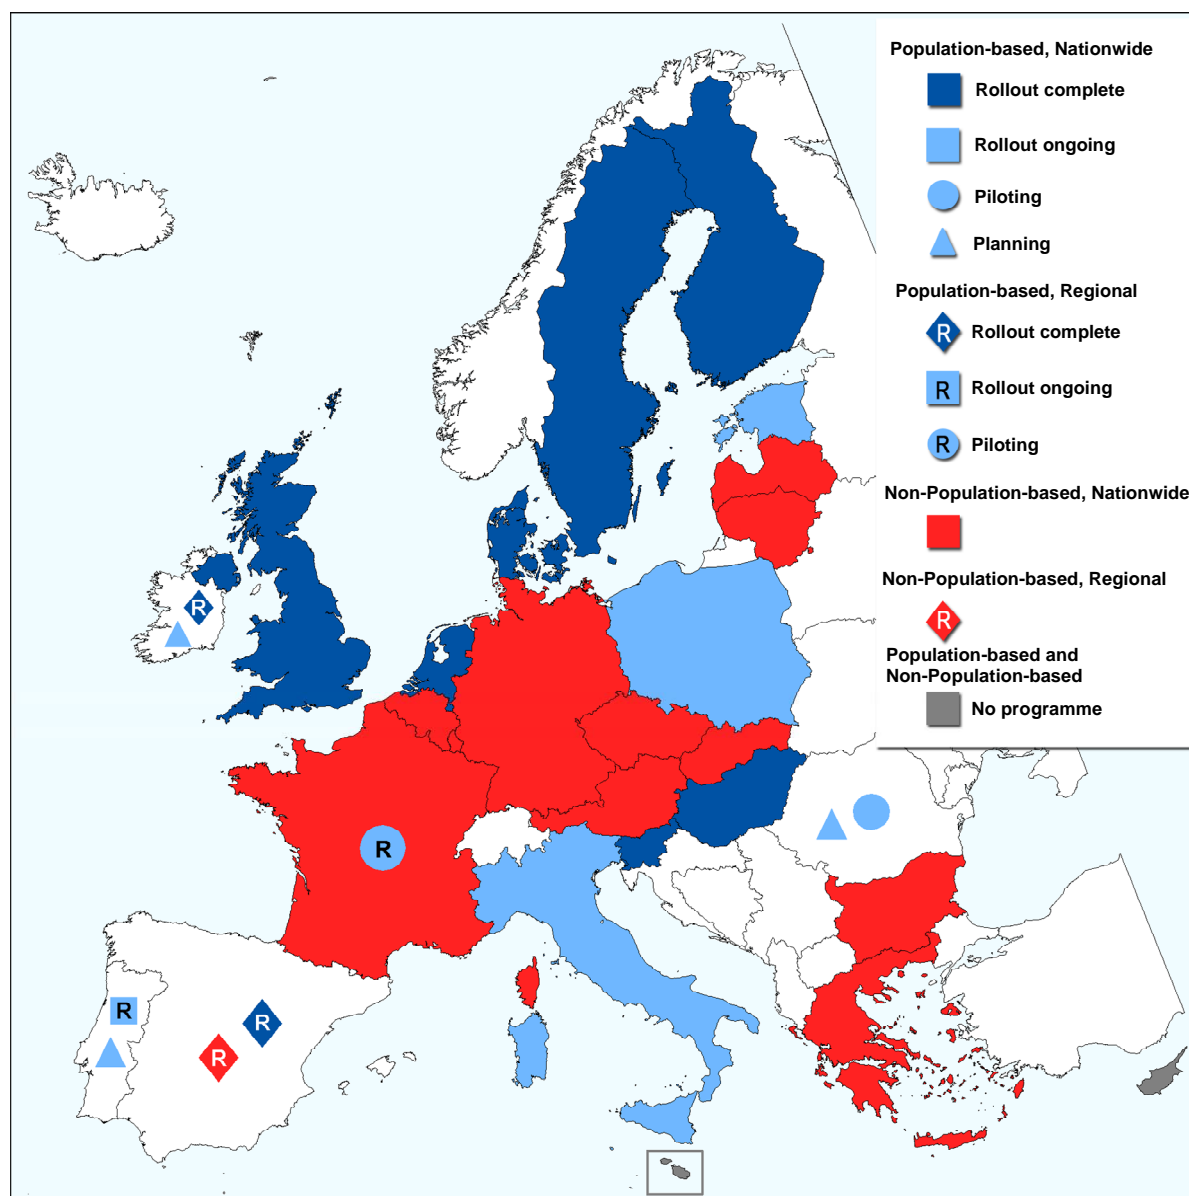 Population-based, Nationwide
Rollout complete
Rollout ongoing
Piloting
Planning
Population-based, Regional
R Rollout complete
R Rollout ongoing
R Piloting
Non-Population-based, Nationwide
Non-Population-based, Regional
R
Population-based and
Non-Population-based
No programme
R
R
R
R
R